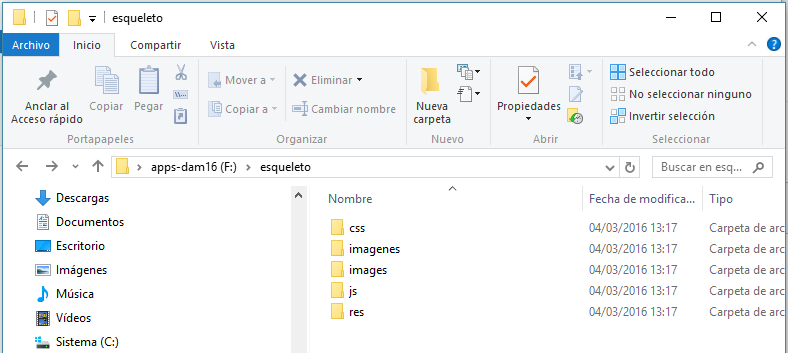 esqueleto
Archivo Inicio Compartir Vista
Anclar al Acceso rápido
Copiar
Pegar
Portapapeles
Mover a
Copiar a
Eliminar
Cambiar nombre
Organizar
Nueva carpeta
Nuevo
Propiedades
Abrir
Seleccionar todo
No seleccionar ninguno
Invertir selección
Seleccionar
apps-dam16 (F:) > esqueleto
Buscar en esq...
Descargas
Documentos
Escritorio
Imágenes
Música
Vídeos
Sistema (C:)
Nombre Fecha de modifica... Tipo
css 04/03/2016 13:17 Carpeta de arc
imagenes 04/03/2016 13:17 Carpeta de arc
images 04/03/2016 13:17 Carpeta de arc
js 04/03/2016 13:17 Carpeta de arc
res 04/03/2016 13:17 Carpeta de arc